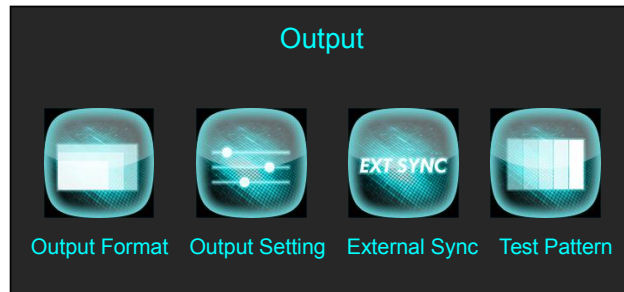 Output
EXT SYNC
Output Format
Output Setting
External Sync
Test Pattern